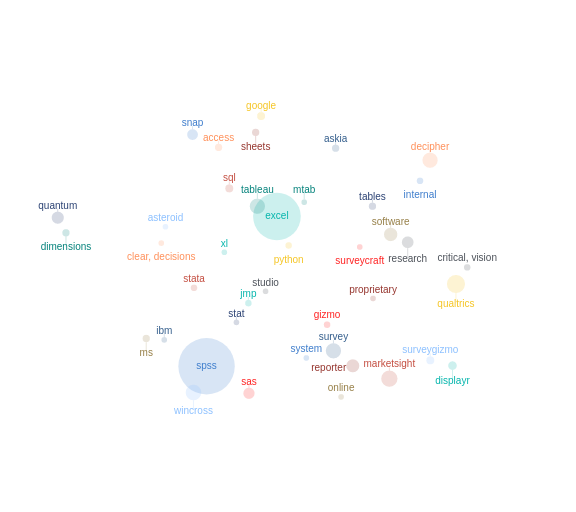 google
snap
access
sheets
askia
decipher
sql
tableau
mtab
internal
tables
quantum
asteroid
excel
software
dimensions
xl
clear, decisions
python
surveycraft
research
critical, vision
stata
studio
jmp
proprietary
qualtrics
stat
gizmo
ibm
survey
ms
system
surveygizmo
spss
reporter
marketsight
sas
displayr
online
wincross